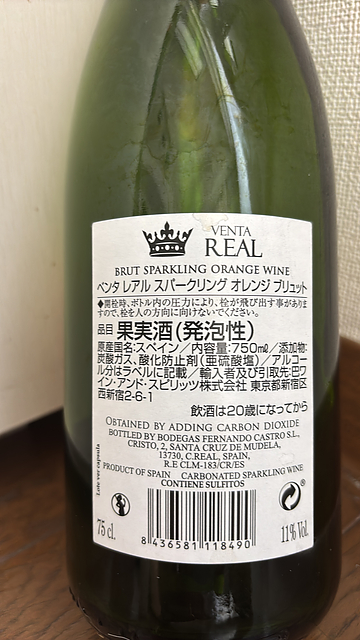 VENTA
REAL
BRUT SPARKLING ORANGE WINE
ベンタ レアル スパークリング オレンジ ブリュット
●開栓時、ボトル内の圧力により、栓が飛び出す事がありま
すので、栓を人の方向に向けないでください。
品目 果実酒(発泡性)
原産国名:スペイン/内容量:750mℓ/添加物:
炭酸ガス、酸化防止剤(亜硫酸塩)/アルコー
ル分はラベルに記載/輸入者及び引取先:巴ワ
イン・アンド・スピリッツ株式会社 東京都新宿区
西新宿2-6-1
飲酒は20歳になってから
OBTAINED BY ADDING CARBON DIOXIDE
BOTTLED BY BODEGAS FERNANDO CASTRO S.L.,
CRISTO, 2, SANTA CRUZ DE MUDELA,
13730, C.REAL, SPAIN,
R.E CLM-183/CR/ES
PRODUCT OF SPAIN CARBONATED SPARKLING WINE
CONTIENE SULFITOS
Lote ver capsula
75 cl.
8 436581 118490
11% Vol.